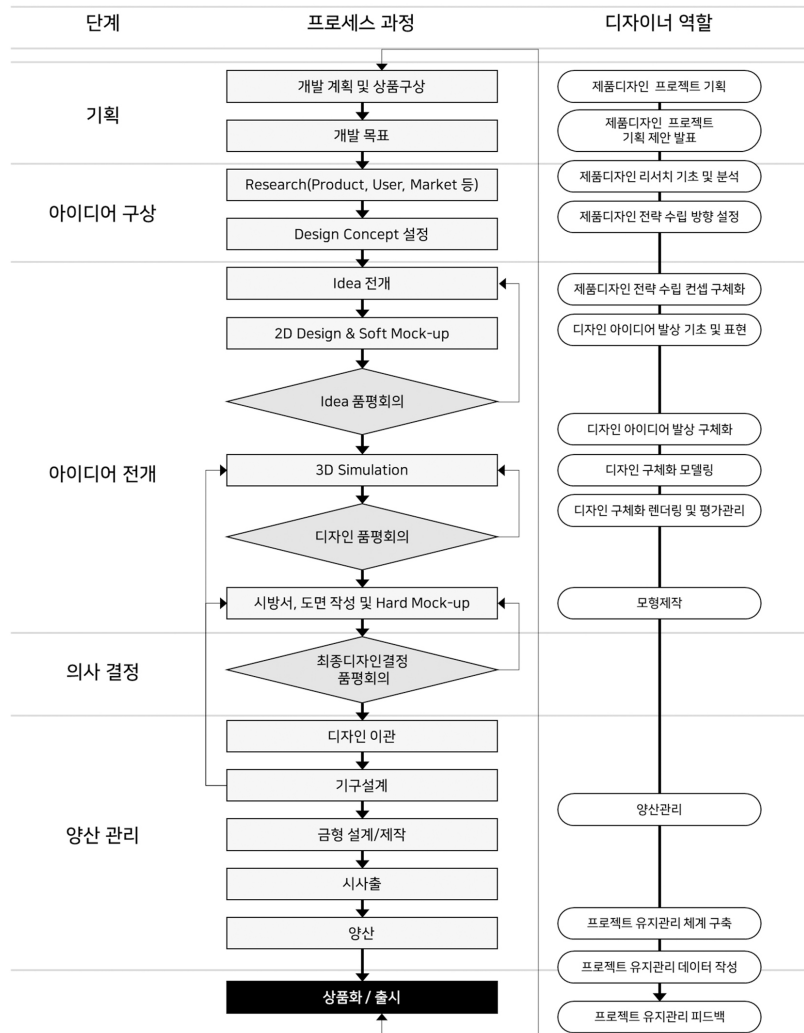 단계
프로세스 과정
디자이너 역할
기획
개발 계획 및 상품구상
제품디자인 프로젝트 기획
개발 목표
제품디자인 프로젝트
기획 제안 발표
아이디어 구상
Research(Product, User, Market 등)
제품디자인 리서치 기초 및 분석
Design Concept 설정
제품디자인 전략 수립 방향 설정
아이디어 전개
Idea 전개
제품디자인 전략 수립 컨셉 구체화
2D Design & Soft Mock-up
디자인 아이디어 발상 기초 및 표현
Idea 품평회의
디자인 아이디어 발상 구체화
3D Simulation
디자인 구체화 모델링
디자인 품평회의
디자인 구체화 렌더링 및 평가관리
시방서, 도면 작성 및 Hard Mock-up
모형제작
의사 결정
최종디자인결정
품평회의
양산 관리
디자인 이관
기구설계
양산관리
금형 설계/제작
시사출
양산
프로젝트 유지관리 체계 구축
프로젝트 유지관리 데이터 작성
상품화 / 출시
프로젝트 유지관리 피드백